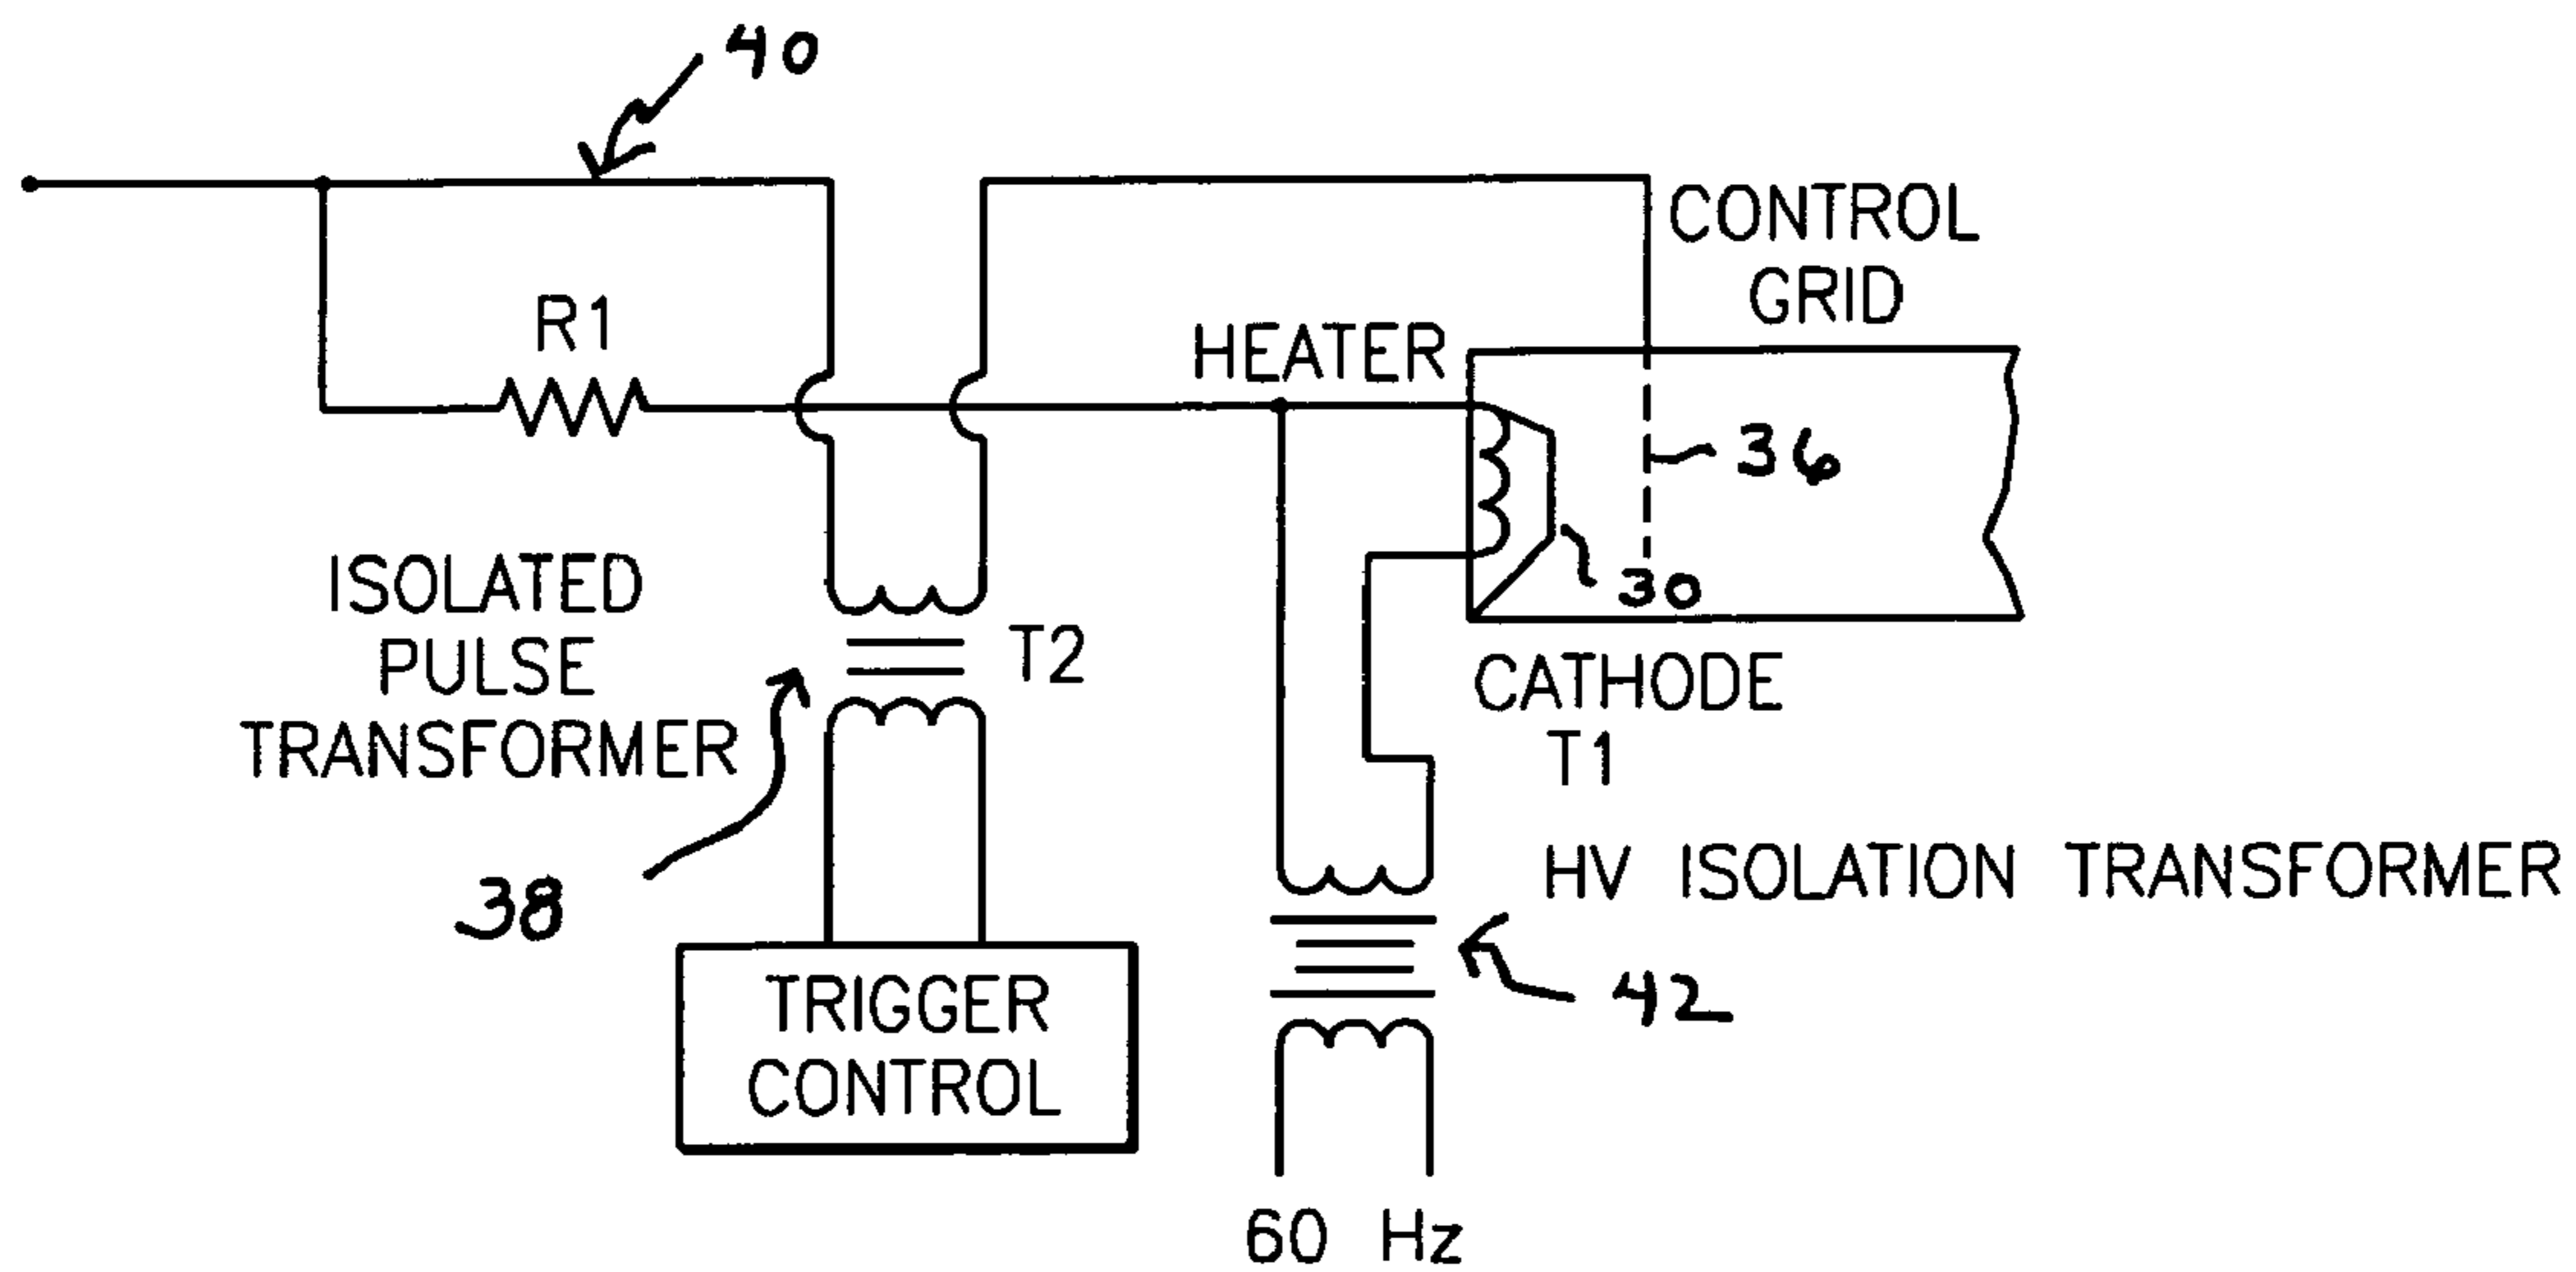 40
CONTROL
GRID
R1
HEATER
36
ISOLATED
PULSE
TRANSFORMER
T2
30
CATHODE
T1
HV ISOLATION TRANSFORMER
38
42
TRIGGER
CONTROL
60 Hz